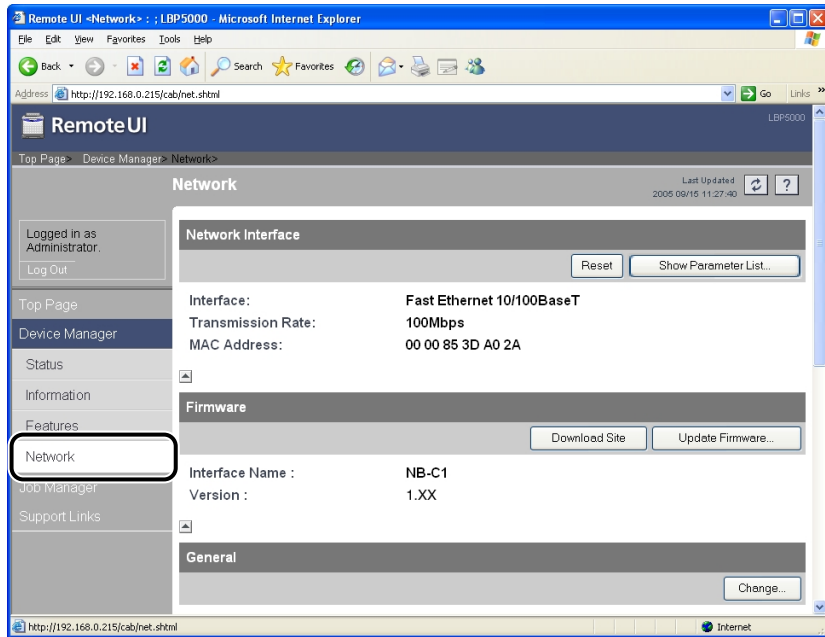 Remote UI <Network> : ; LBP5000 - Microsoft Internet Explorer
File Edit View Favorites Tools Help
Back Search Favorites
Address http://192.168.0.215/cab/net.shtml Go Links »
Remote UI
LBP5000
Top Page> Device Manager> Network>
Network
Last Updated
2005 09/15 11:27:40
?
Logged in as
Administrator.
Log Out
Top Page
Device Manager
Status
Information
Features
Network
Job Manager
Support Links
Network Interface
Reset Show Parameter List...
Interface: Fast Ethernet 10/100BaseT
Transmission Rate: 100Mbps
MAC Address: 00 00 85 3D A0 2A
Firmware
Download Site Update Firmware...
Interface Name : NB-C1
Version : 1.XX
General
Change...
http://192.168.0.215/cab/net.shtml Internet